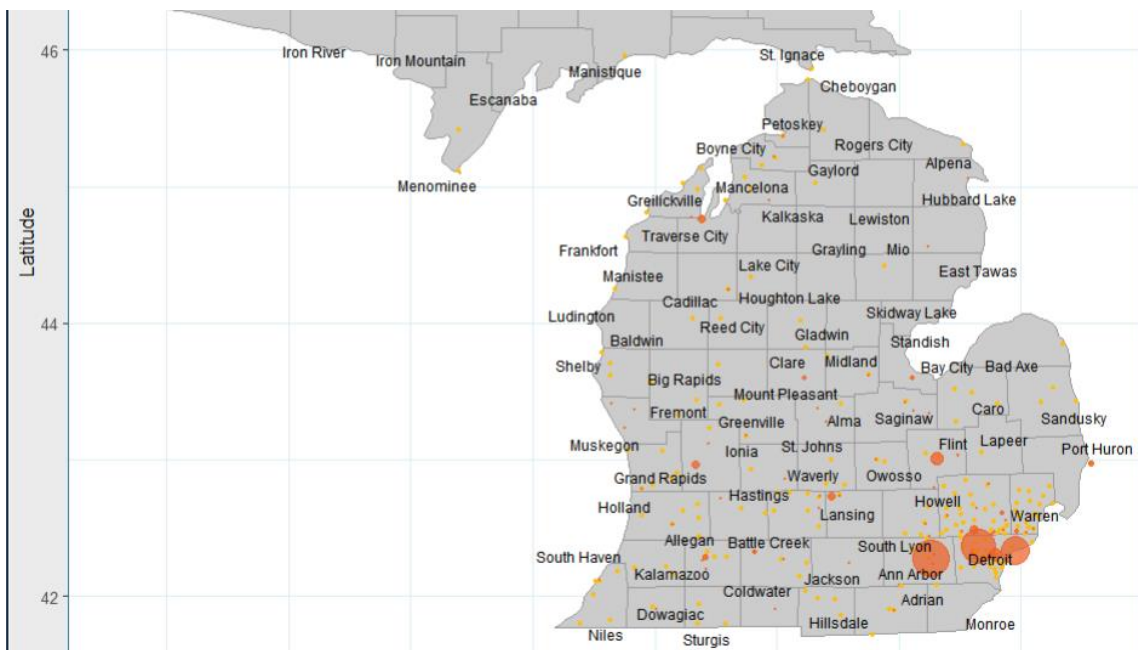 46
44
42
Latitude
Iron River
Iron Mountain
Manistique
St. Ignace
Escanaba
Cheboygan
Petoskey
Rogers City
Boyne City
Gaylord
Alpena
Menominee
Mancelona
Greilickville
Hubbard Lake
Kalkaska
Lewiston
Traverse City
Frankfort
Grayling
Mio
Lake City
East Tawas
Manistee
Cadillac
Houghton Lake
Ludington
Skidway Lake
Reed City
Gladwin
Baldwin
Standish
Shelby
Clare
Midland
Bay City
Bad Axe
Big Rapids
Mount Pleasant
Fremont
Greenville
Alma
Saginaw
Caro
Sandusky
Muskegon
Ionia
St. Johns
Flint
Lapeer
Port Huron
Grand Rapids
Waverly
Owosso
Holland
Hastings
Lansing
Howell
Warren
Allegan
Battle Creek
South Lyon
South Haven
Detroit
Kalamazoo
Jackson
Ann Arbor
Coldwater
Adrian
Dowagiac
Hillsdale
Monroe
Niles
Sturgis